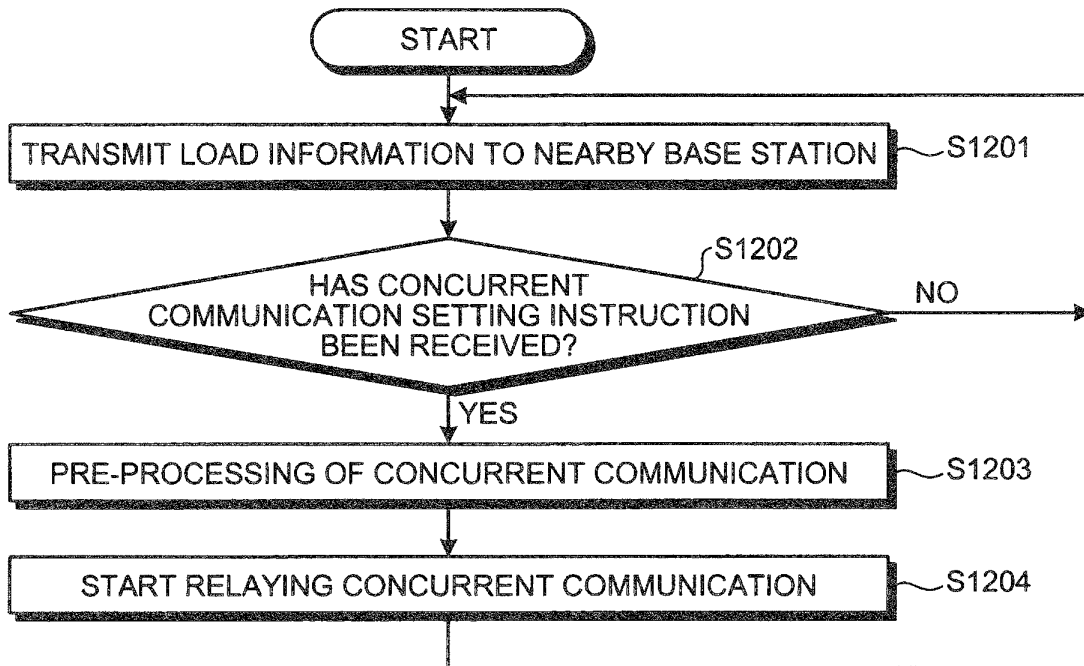 START
TRANSMIT LOAD INFORMATION TO NEARBY BASE STATION
S1201
S1202
HAS CONCURRENT
COMMUNICATION SETTING INSTRUCTION
BEEN RECEIVED?
NO
YES
PRE-PROCESSING OF CONCURRENT COMMUNICATION
S1203
START RELAYING CONCURRENT COMMUNICATION
S1204